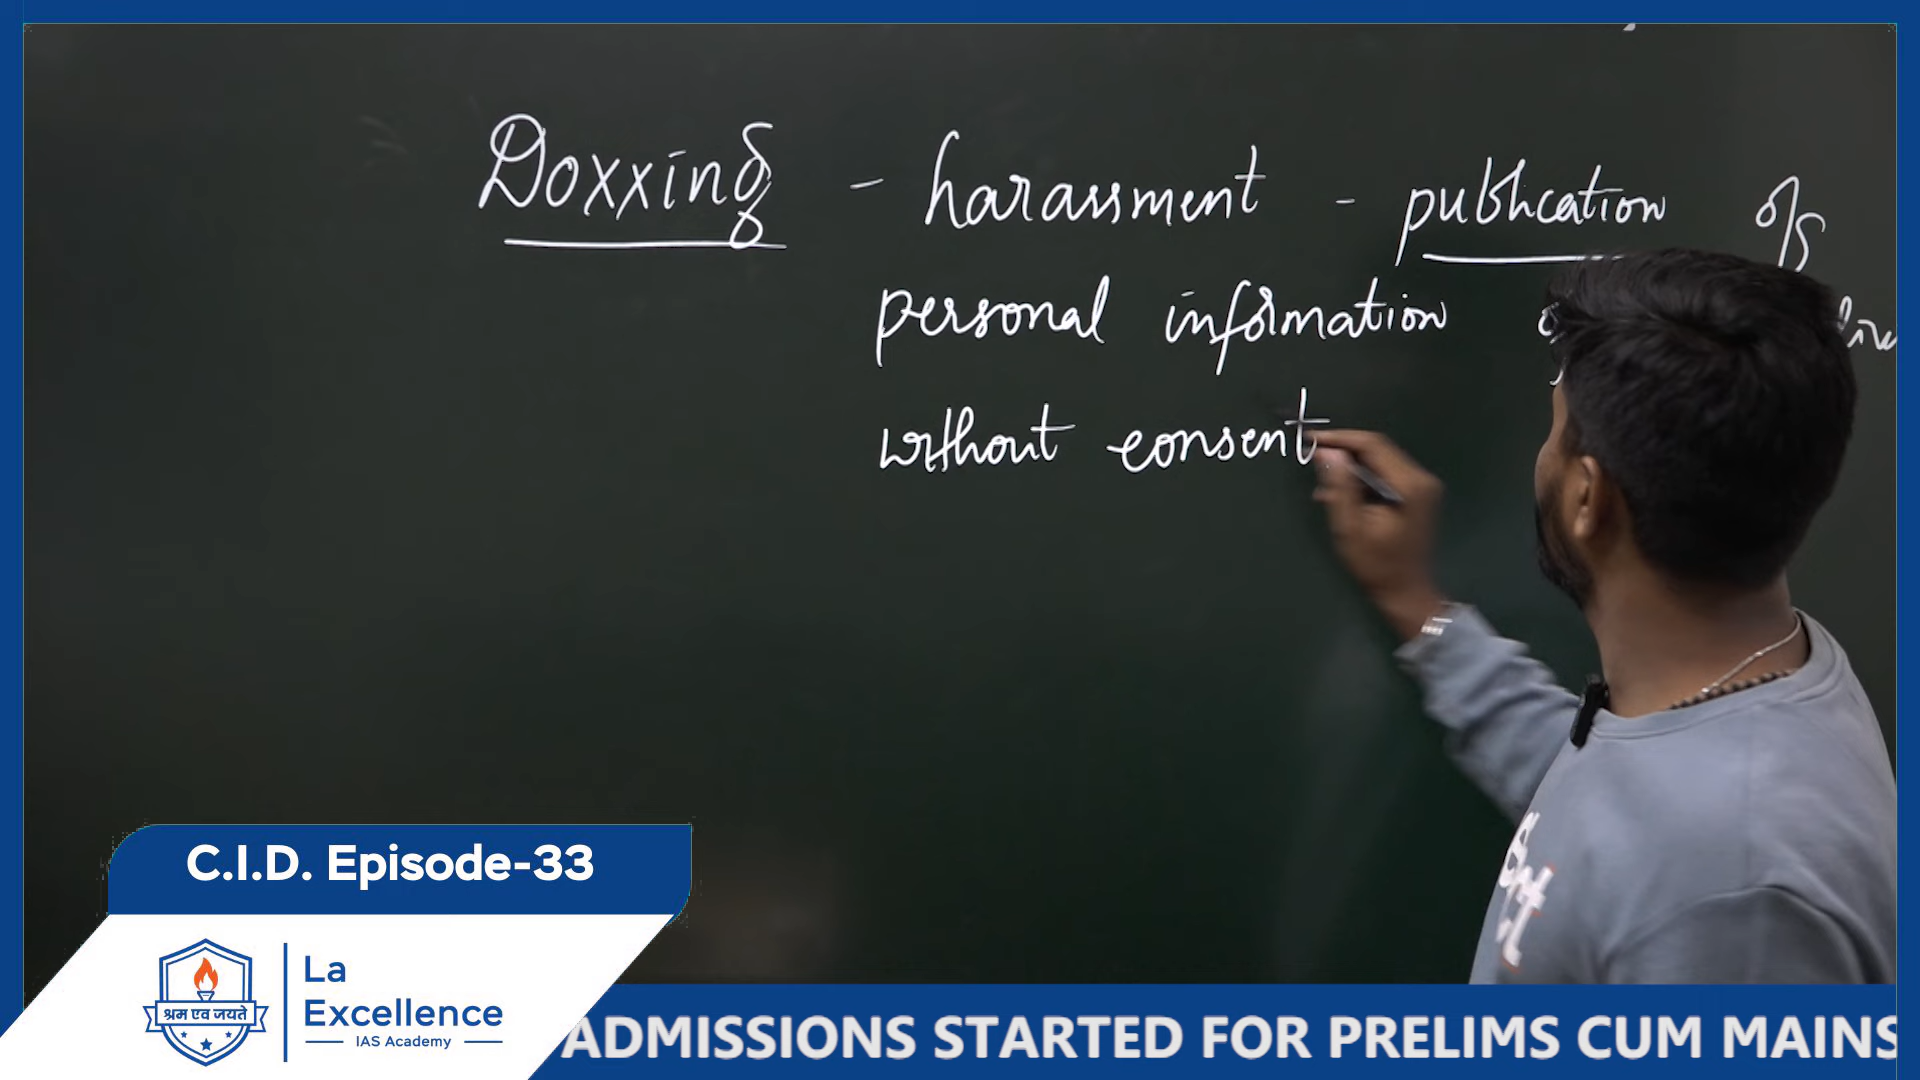 Doxxing - harassment - publication of
personal information
without consent
C.I.D. Episode-33
श्रम एव जयते
La
Excellence
IAS Academy
ADMISSIONS STARTED FOR PRELIMS CUM MAINS